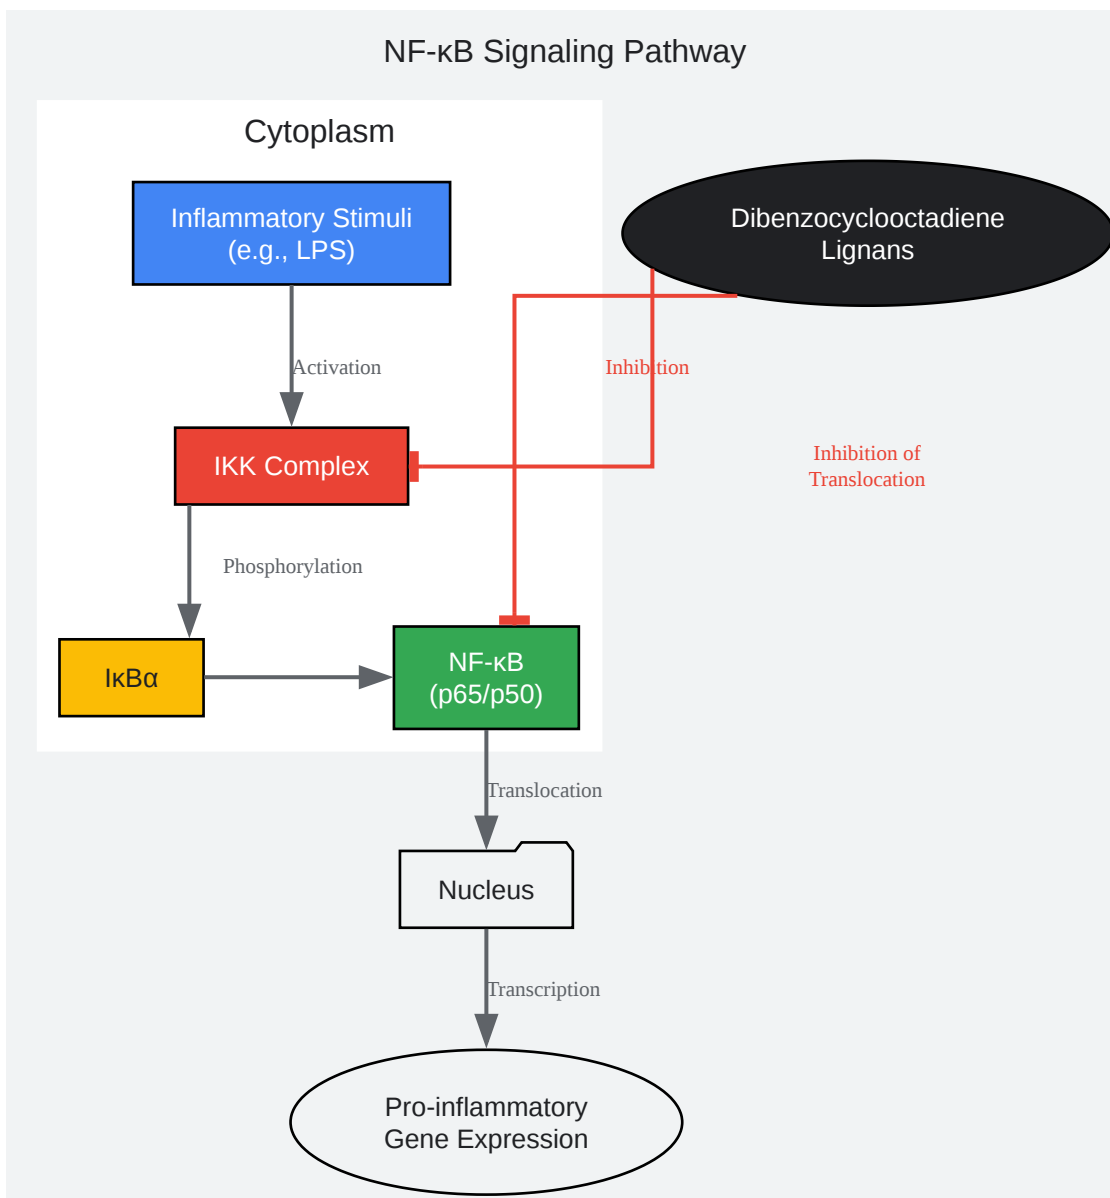 NF-κB Signaling Pathway
Cytoplasm
Inflammatory Stimuli
(e.g., LPS)
Dibenzocyclooctadiene
Lignans
Activation
Inhibition
IKK Complex
Inhibition of
Translocation
Phosphorylation
IκBα
NF-κB
(p65/p50)
Translocation
Nucleus
Transcription
Pro-inflammatory
Gene Expression